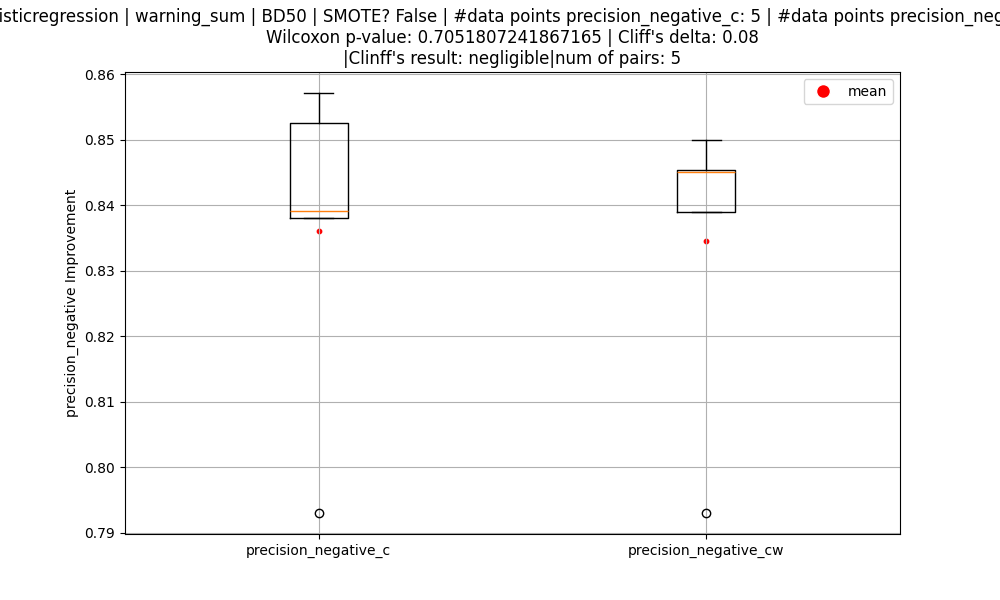 | warning_sum | BD50 | SMOTE? False | #data points precision_negative_c: 5 | #data points
Wilcoxon p-value: 0.7051807241867165 | Cliff's delta: 0.08
|Clinff's result: negligible|num of pairs: 5
mean
0.86
0.85
0.84
0.83
0.82
0.81
0.80
0.79
precision_negative Improvement
precision_negative_c
precision_negative_cw